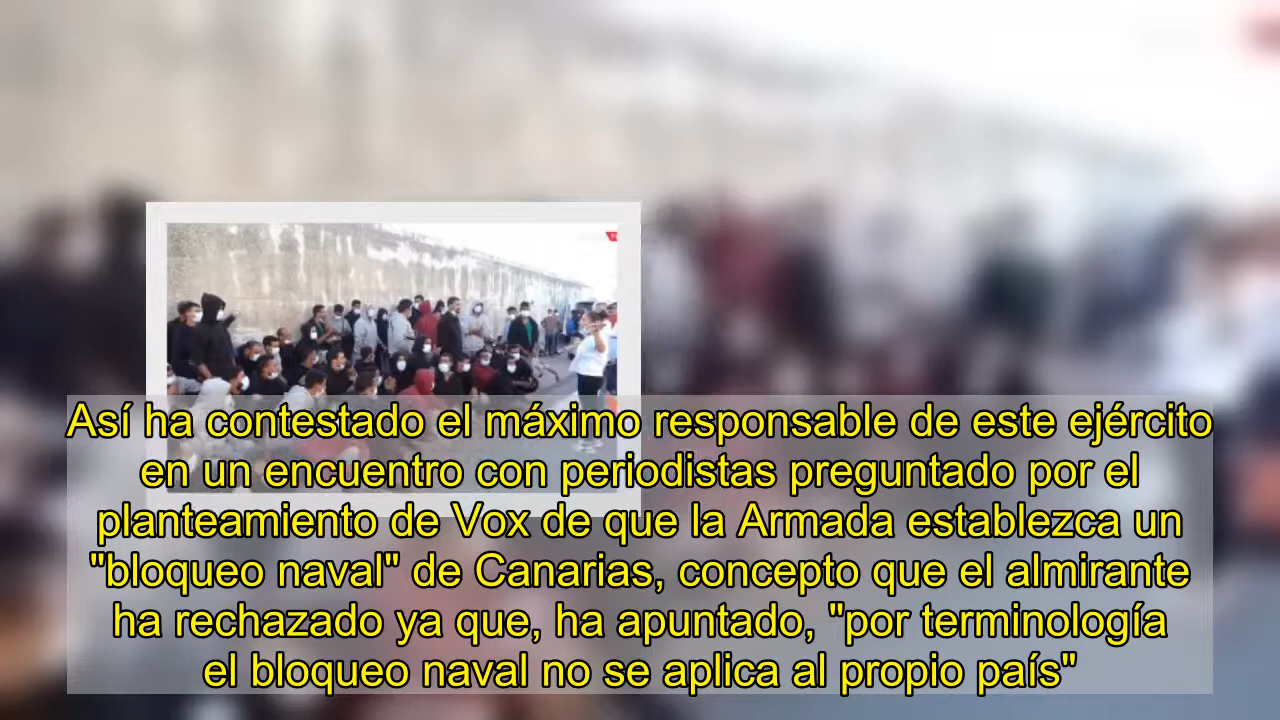 Así ha contestado el máximo responsable de este ejército
en un encuentro con periodistas preguntado por el
planteamiento de Vox de que la Armada establezca un
"bloqueo naval" de Canarias, concepto que el almirante
ha rechazado ya que, ha apuntado, "por terminología
el bloqueo naval no se aplica al propio país"